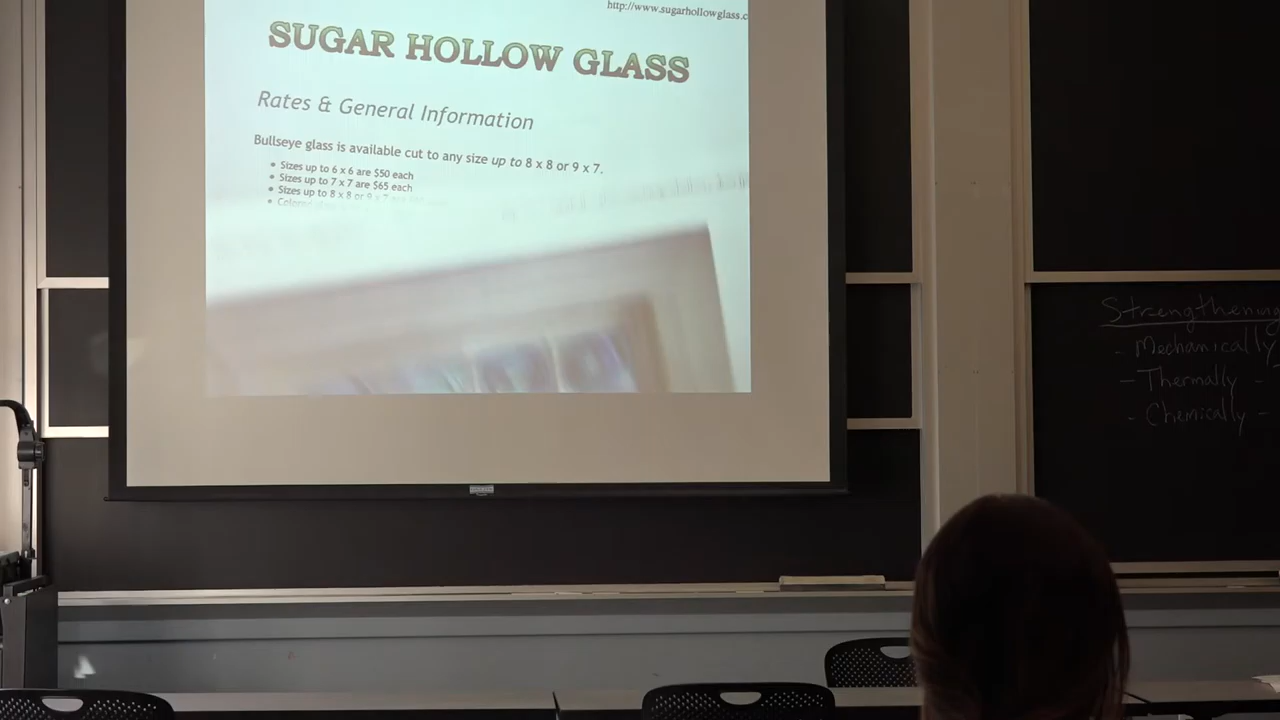 http://www.sugarhollowglass.c
SUGAR HOLLOW GLASS
Rates & General Information
Bullseye glass is available cut to any size up to 8 x 8 or 9 x 7.
• Sizes up to 6 x 6 are $50 each
• Sizes up to 7 x 7 are $65 each
• Sizes up to 8 x 8 or 9 x 7 are
Strengthening
- Mechanically
- Thermally -
- Chemically -